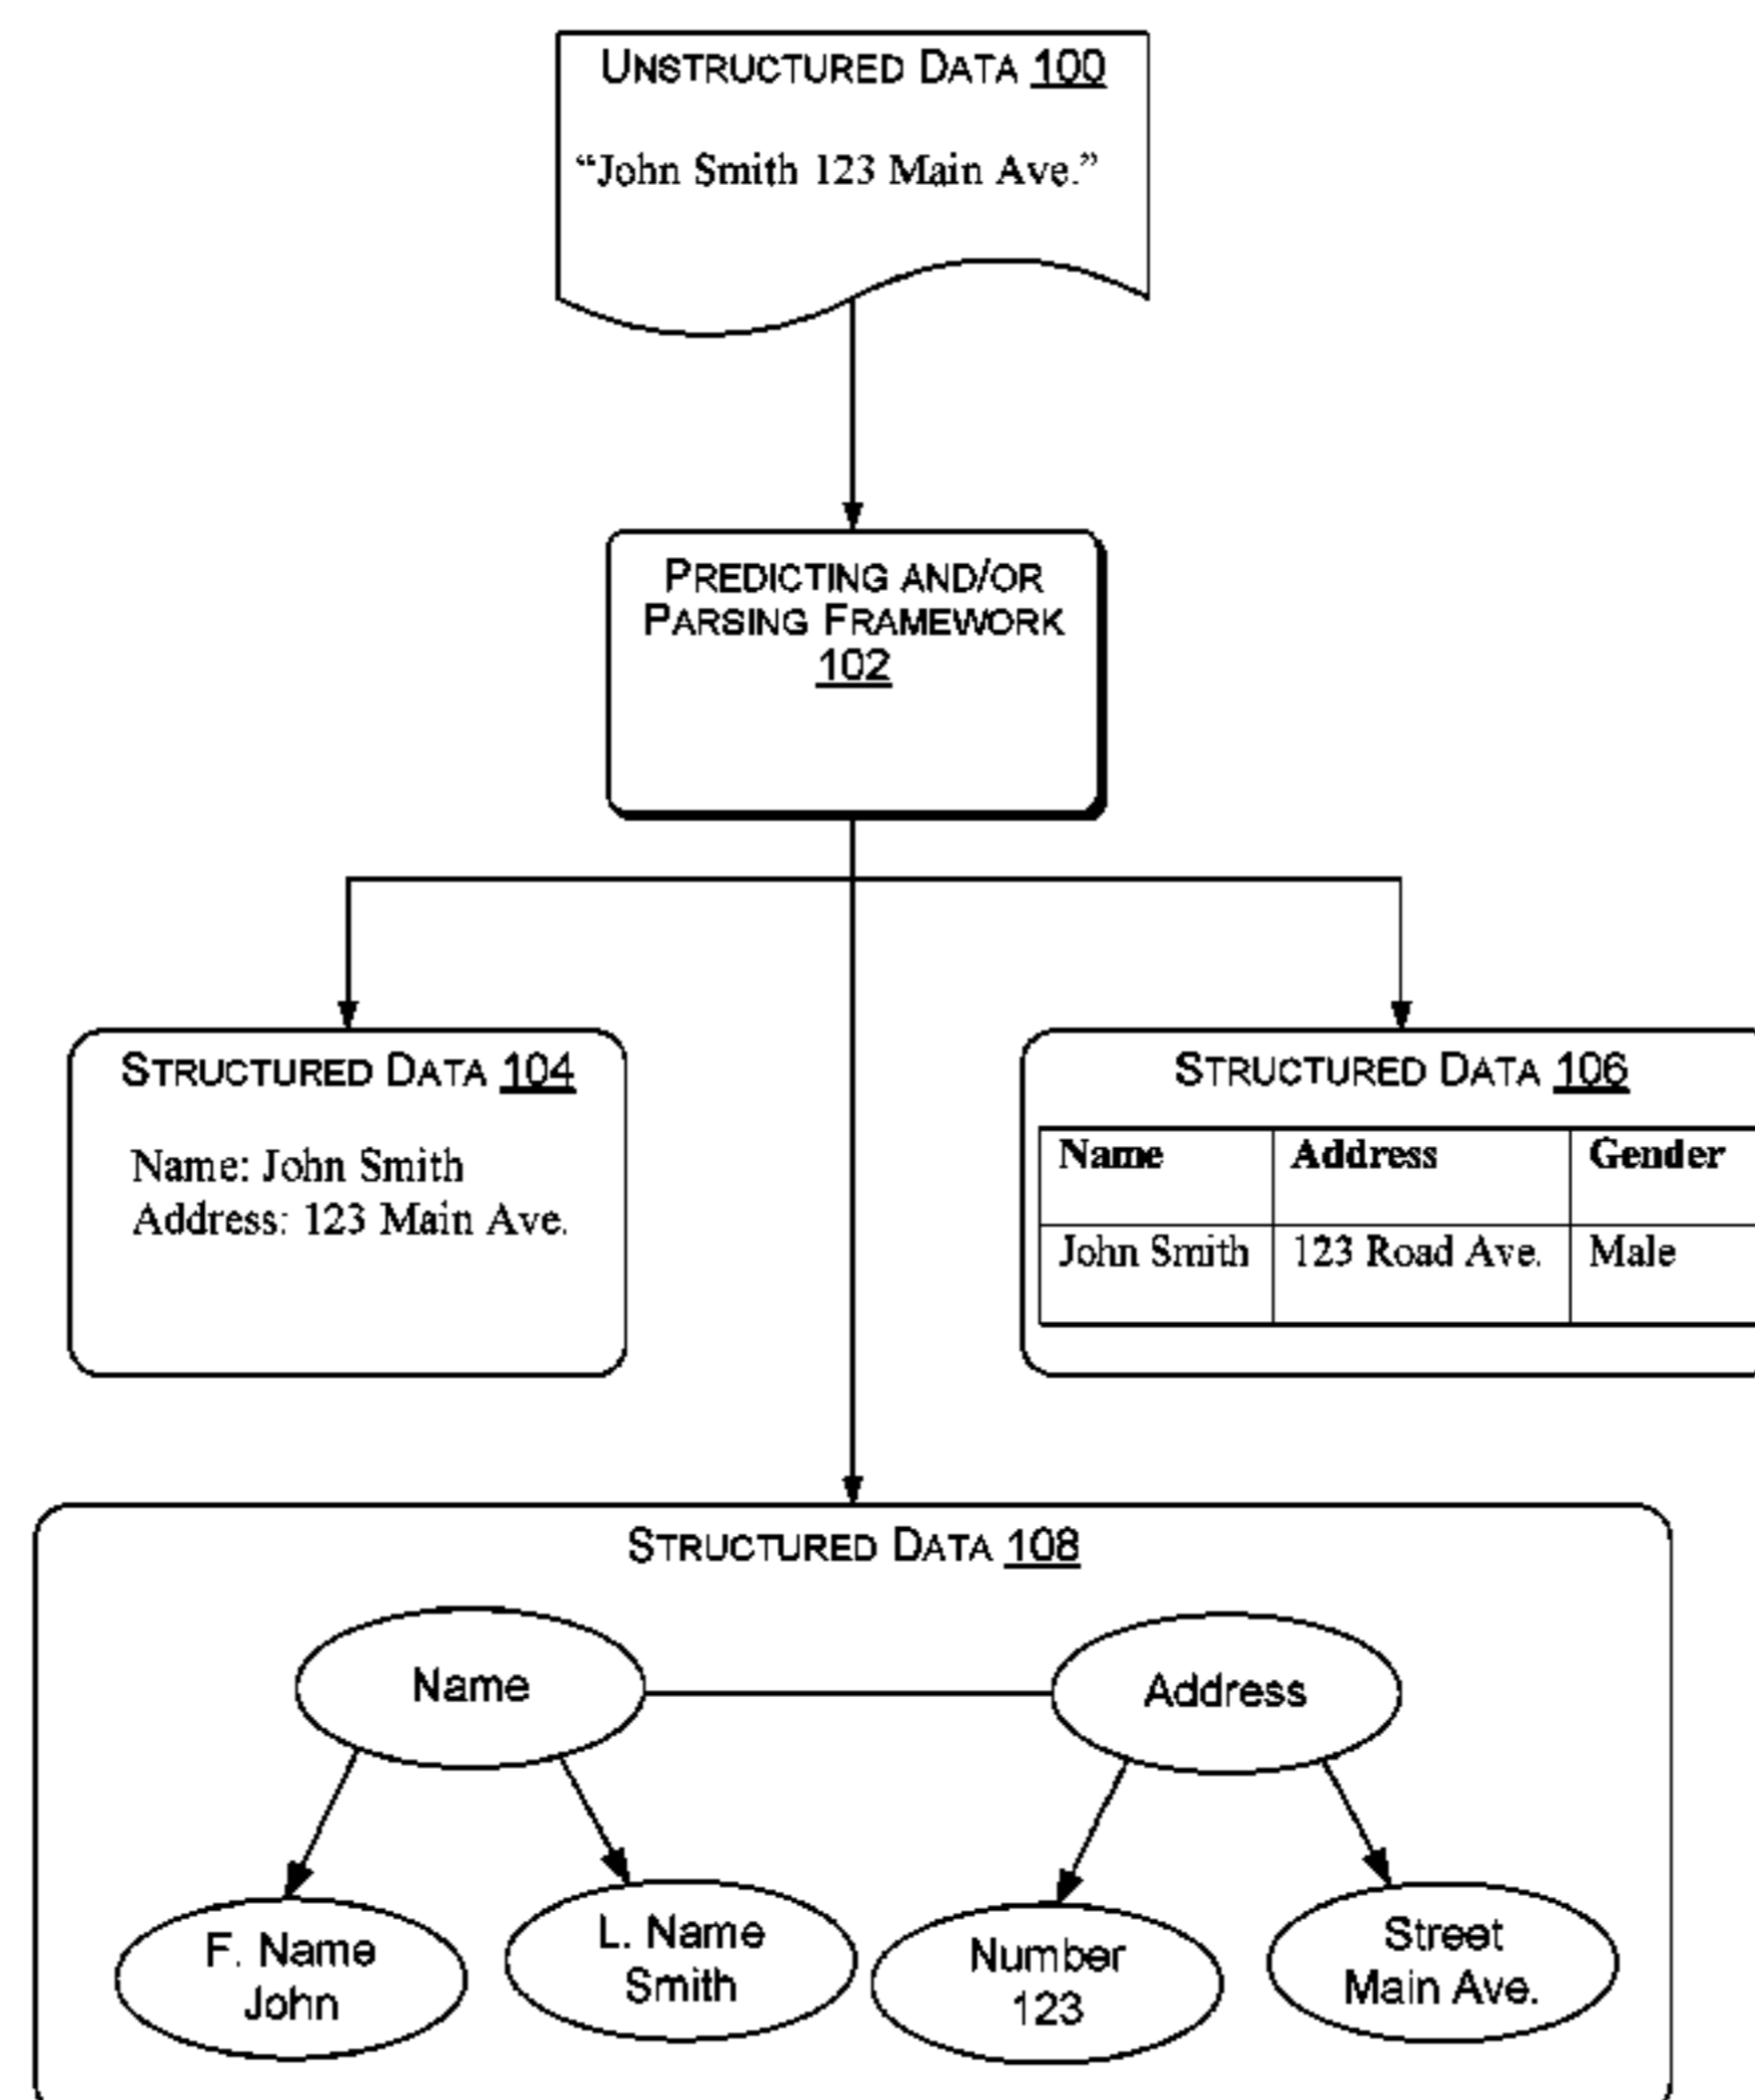 UNSTRUCTURED DATA 100
“John Smith 123 Main Ave.”
PREDICTING AND/OR
PARSING FRAMEWORK
102
STRUCTURED DATA 104
Name: John Smith
Address: 123 Main Ave.
STRUCTURED DATA 106
Name Address Gender
John Smith 123 Road Ave. Male
STRUCTURED DATA 108
Name
Address
F. Name
John
L. Name
Smith
Number
123
Street
Main Ave.